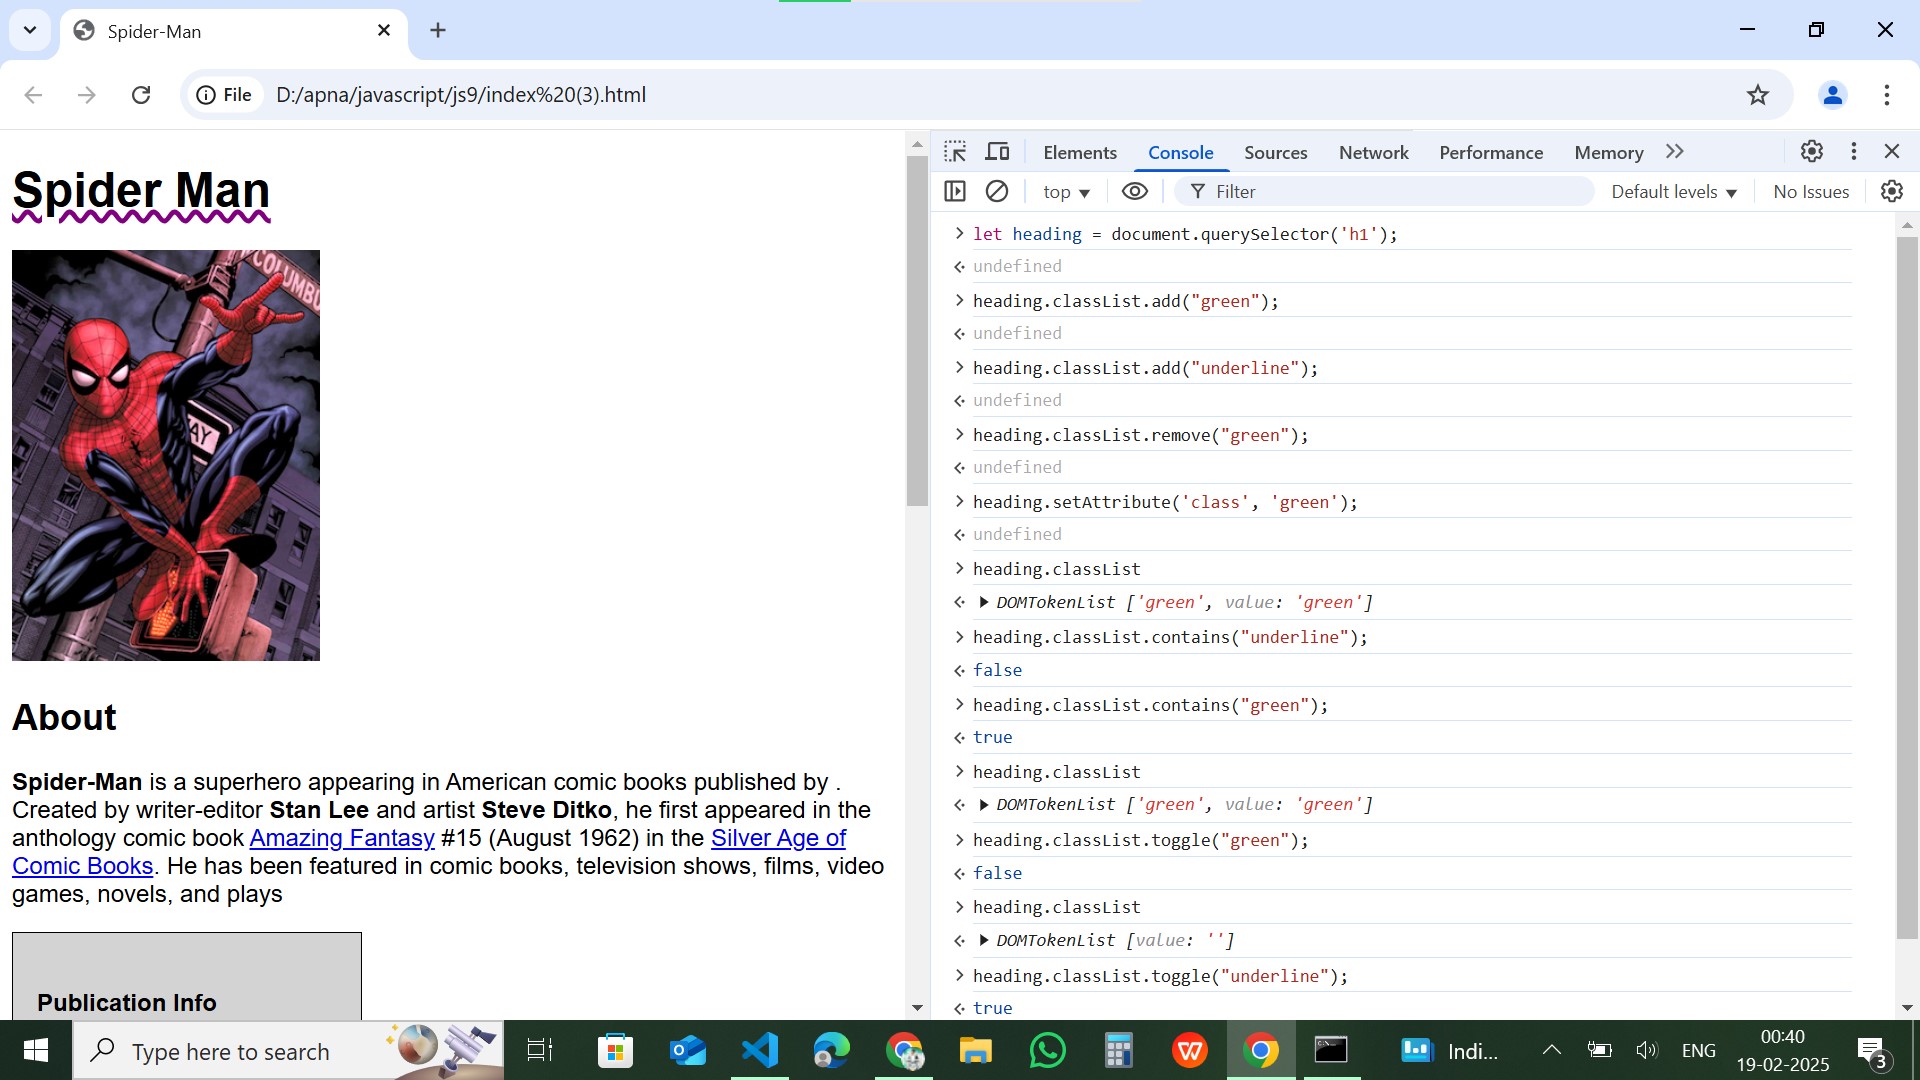 Spider-Man
File
D:/apna/javascript/js9/index%20(3).html
Spider Man
COLUMBU
AY
About
Spider-Man is a superhero appearing in American comic books published by .
Created by writer-editor Stan Lee and artist Steve Ditko, he first appeared in the
anthology comic book Amazing Fantasy #15 (August 1962) in the Silver Age of
Comic Books. He has been featured in comic books, television shows, films, video
games, novels, and plays
Publication Info
Elements Console Sources Network Performance Memory
top Filter Default levels No Issues
let heading = document.querySelector('h1');
undefined
heading.classList.add("green");
undefined
heading.classList.add("underline");
undefined
heading.classList.remove("green");
undefined
heading.setAttribute('class', 'green');
undefined
heading.classList
DOMTokenList ['green', value: 'green']
heading.classList.contains("underline");
false
heading.classList.contains("green");
true
heading.classList
DOMTokenList ['green', value: 'green']
heading.classList.toggle("green");
false
heading.classList
DOMTokenList [value: '']
heading.classList.toggle("underline");
true
Type here to search
Indi...
ENG
00:40
19-02-2025
3